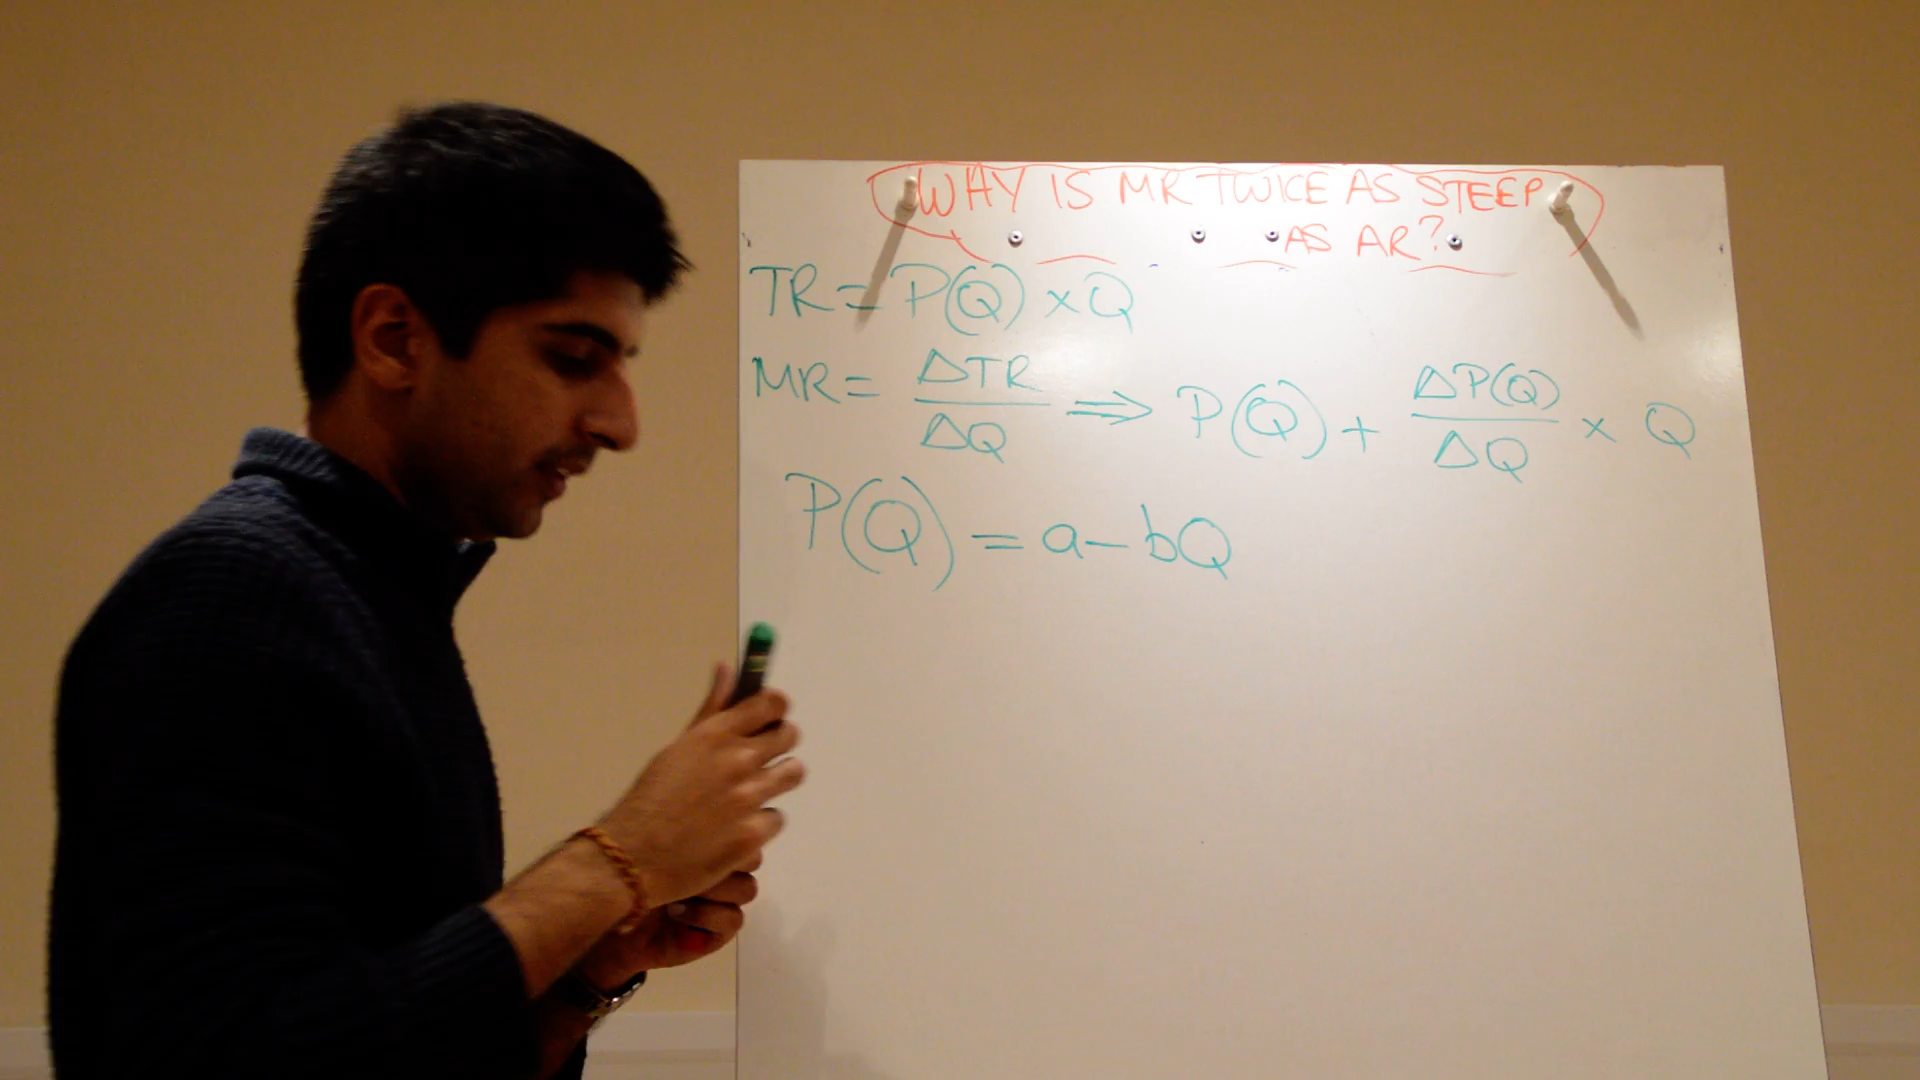 WHY IS MR TWICE AS STEEP
AS AR?
TR = P(Q) × Q
MR = ΔTR/ΔQ ⇒ P(Q) + ΔP(Q)/ΔQ × Q
P(Q) = a - bQ